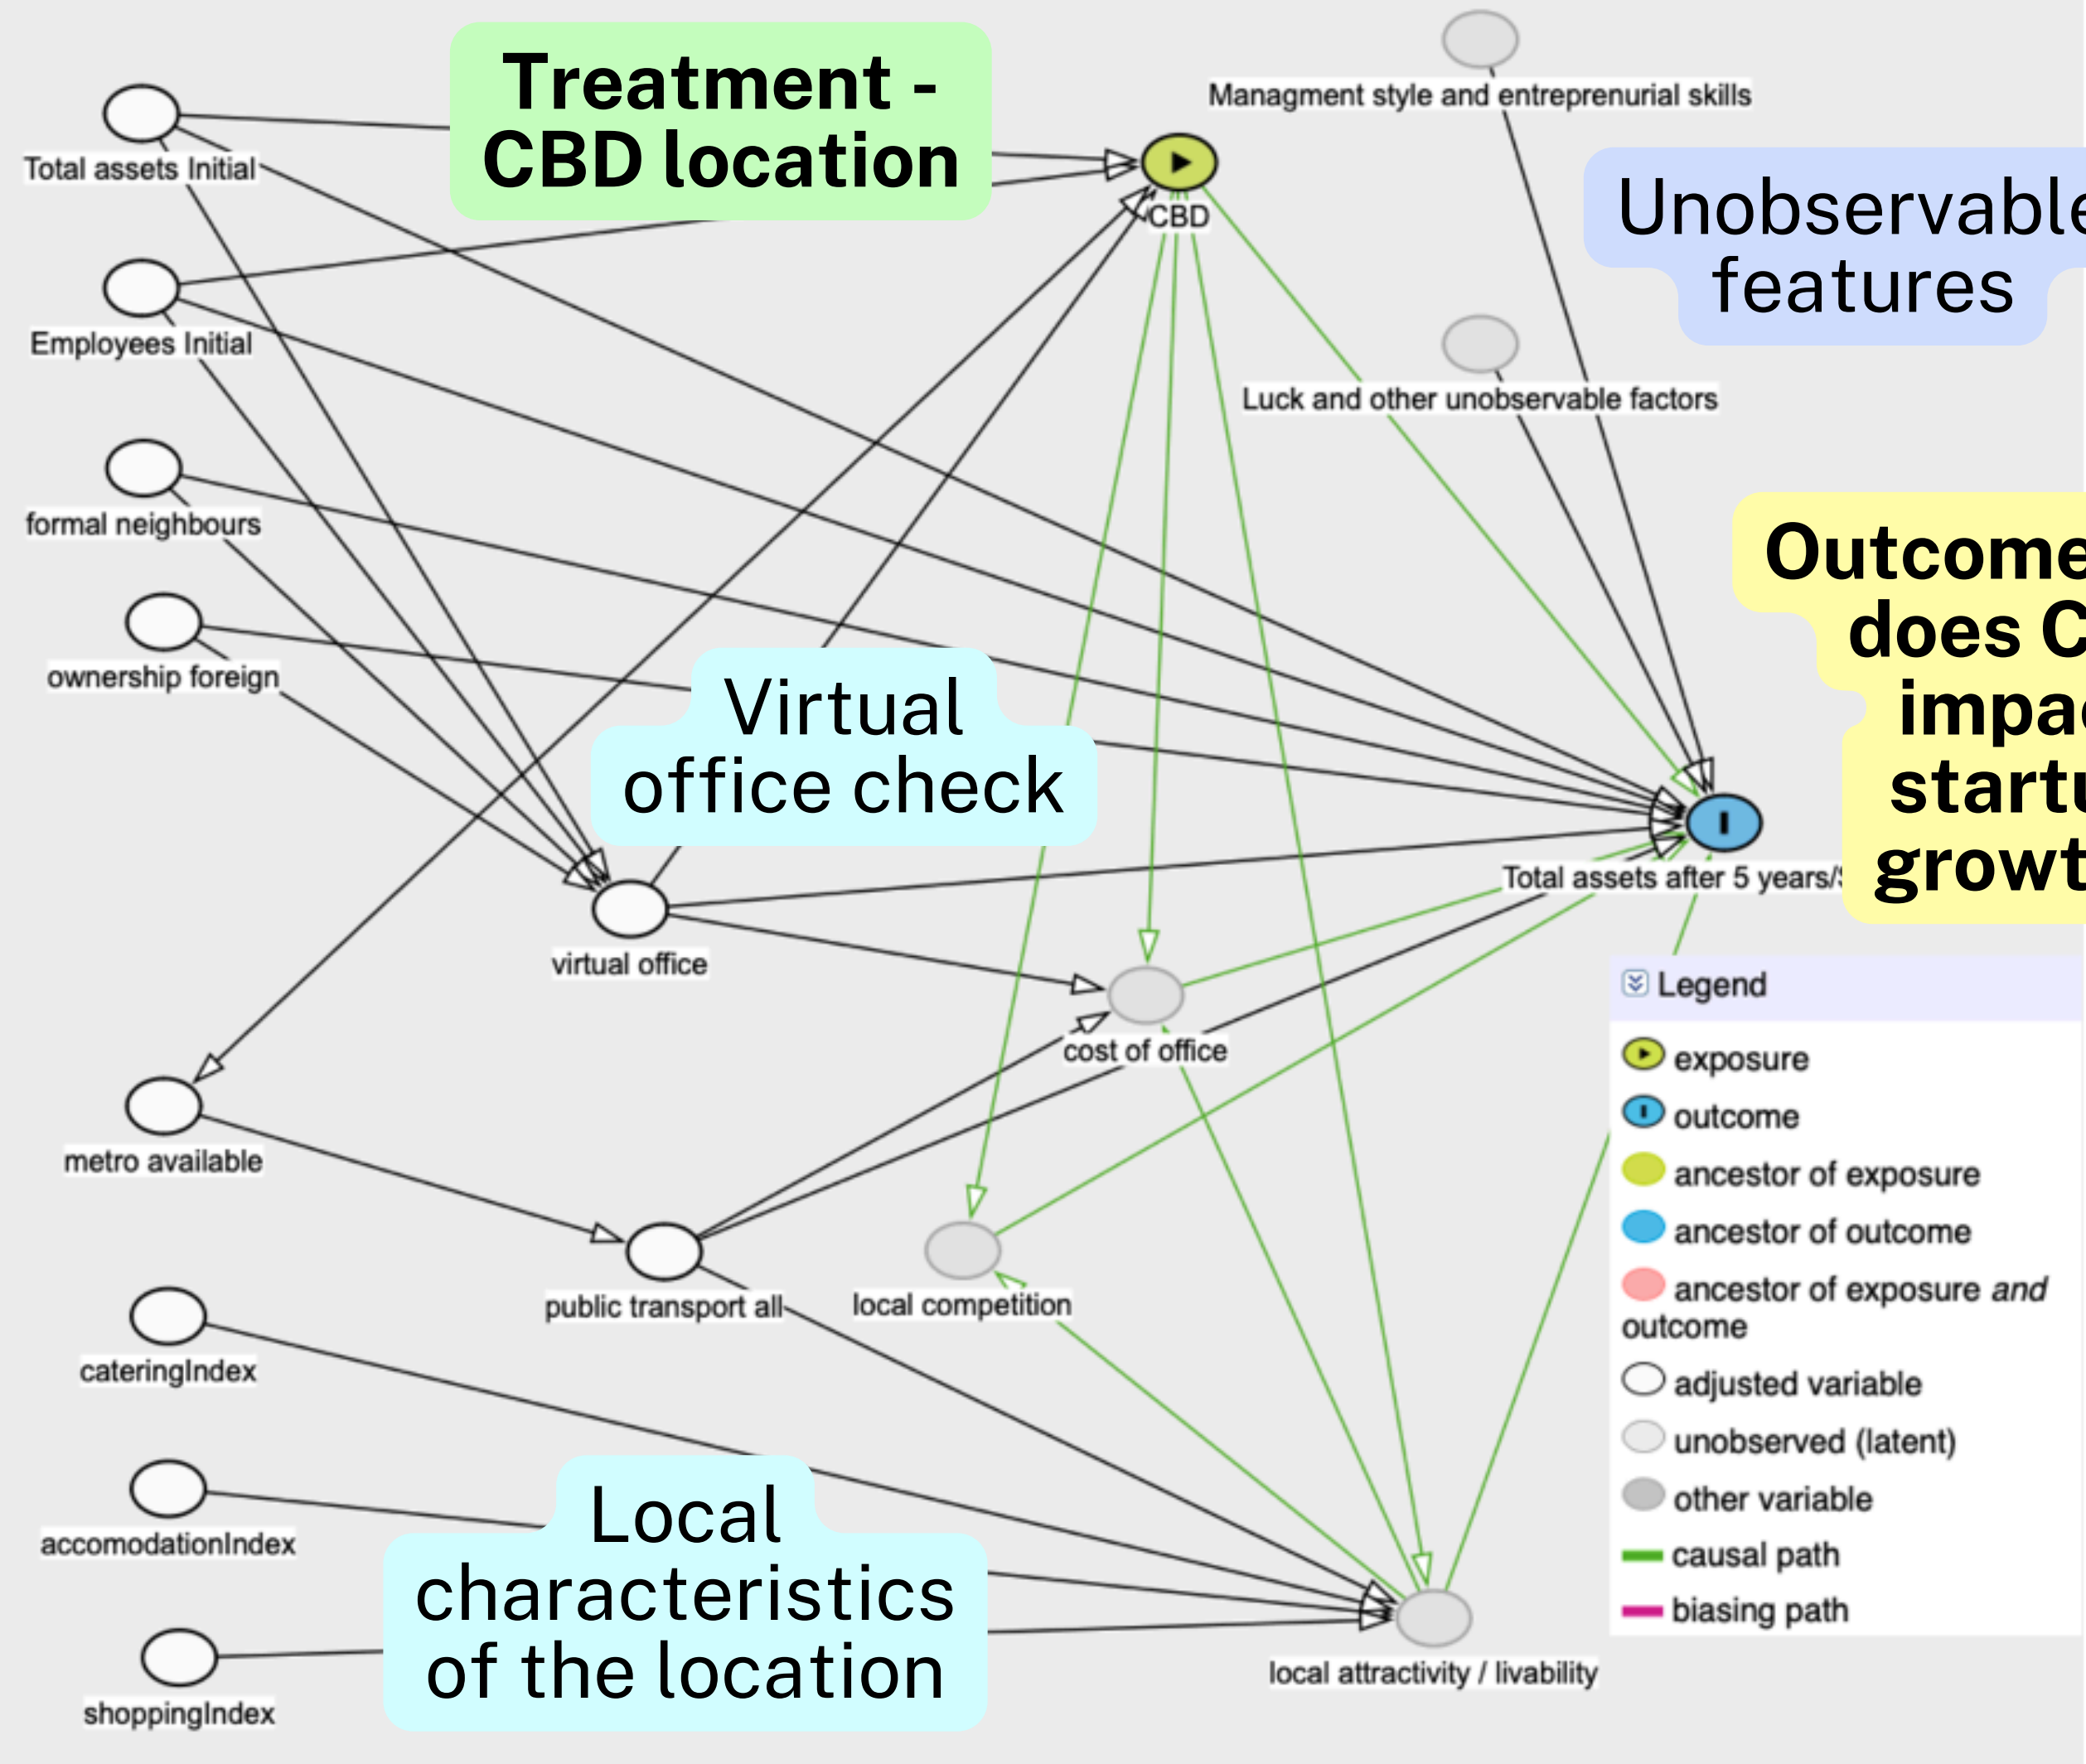 Treatment -
CBD location
Managment style and entreprenurial skills
Total assets Initial
CBD
Unobservable
features
Employees Initial
Luck and other unobservable factors
formal neighbours
Outcome
does C
impa
startu
growt
ownership foreign
Virtual
office check
Total assets after 5 years/
virtual office
cost of office
metro available
public transport all
local competition
cateringIndex
accomodationIndex
Local
characteristics
of the location
shoppingIndex
local attractivity / livability
Legend
exposure
outcome
ancestor of exposure
ancestor of outcome
ancestor of exposure and
outcome
adjusted variable
unobserved (latent)
other variable
causal path
biasing path